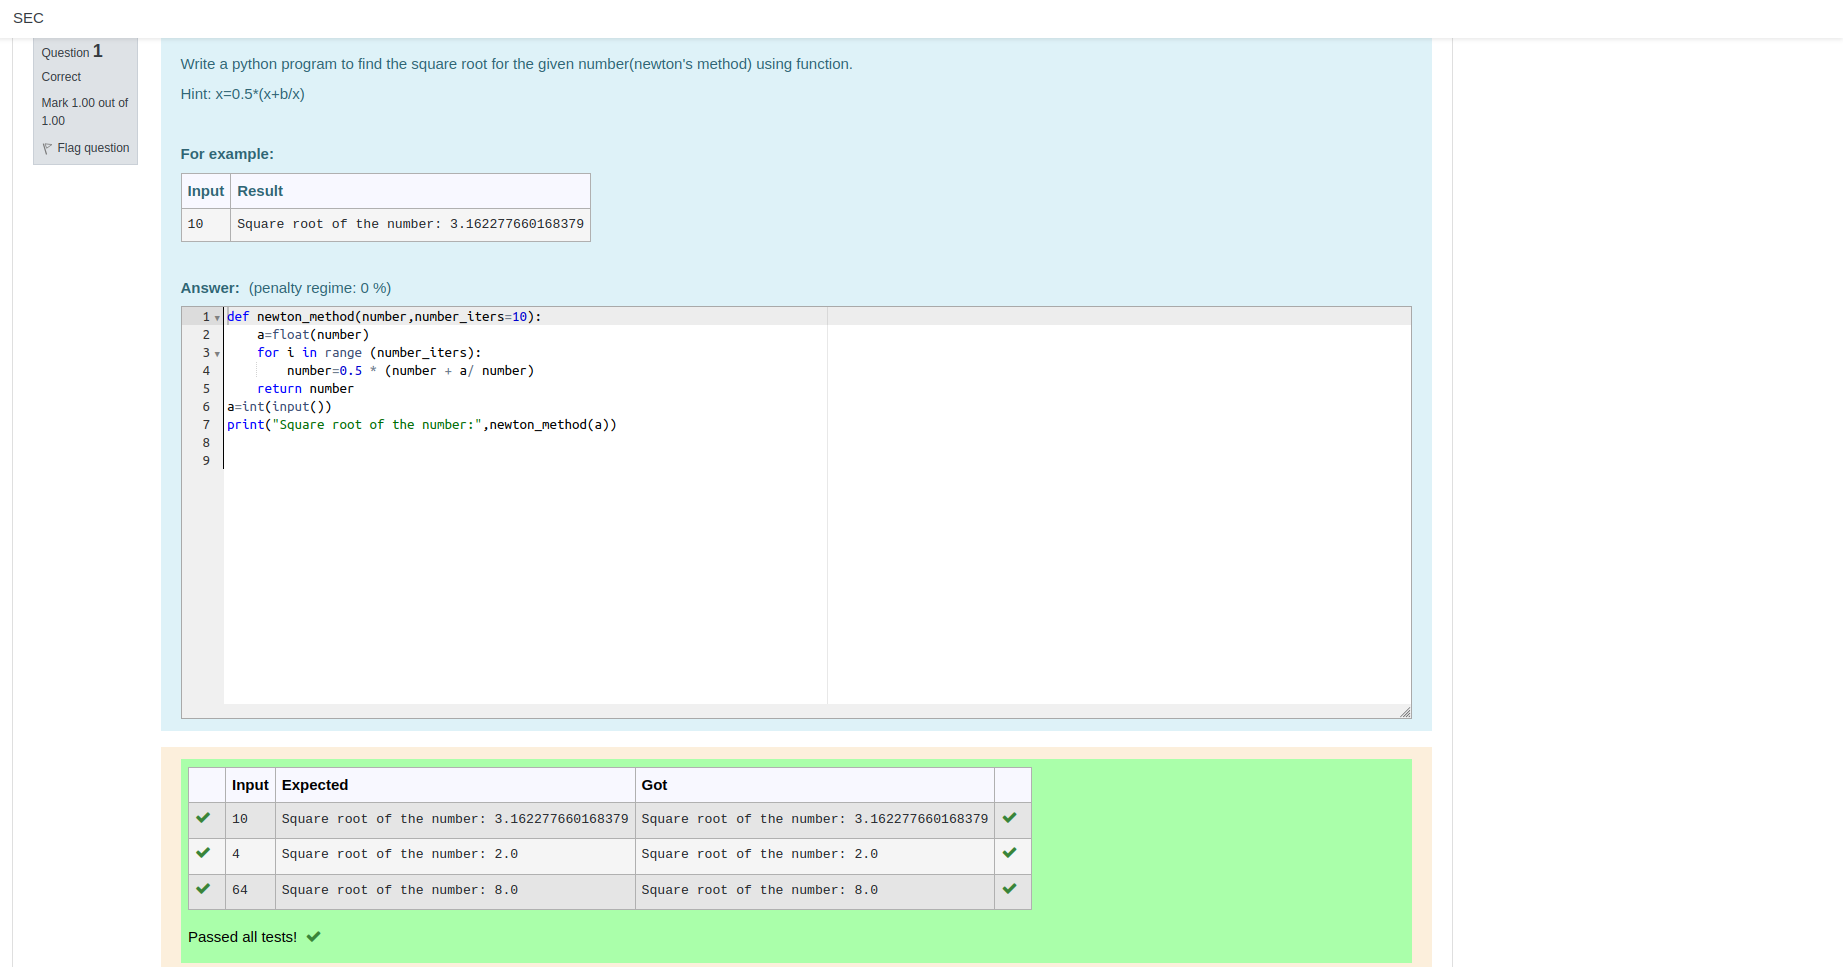 SEC
Question 1
Correct
Mark 1.00 out of
1.00
Flag question
Write a python program to find the square root for the given number(newton's method) using function.
Hint: x=0.5*(x+b/x)
For example:
Input Result
10 Square root of the number: 3.162277660168379
Answer: (penalty regime: 0 %)
1 def newton_method(number,number_iters=10):
2     a=float(number)
3     for i in range (number_iters):
4         number=0.5 * (number + a/ number)
5     return number
6 a=int(input())
7 print("Square root of the number:",newton_method(a))
8
9
Input Expected Got
10 Square root of the number: 3.162277660168379 Square root of the number: 3.162277660168379
4 Square root of the number: 2.0 Square root of the number: 2.0
64 Square root of the number: 8.0 Square root of the number: 8.0
Passed all tests!